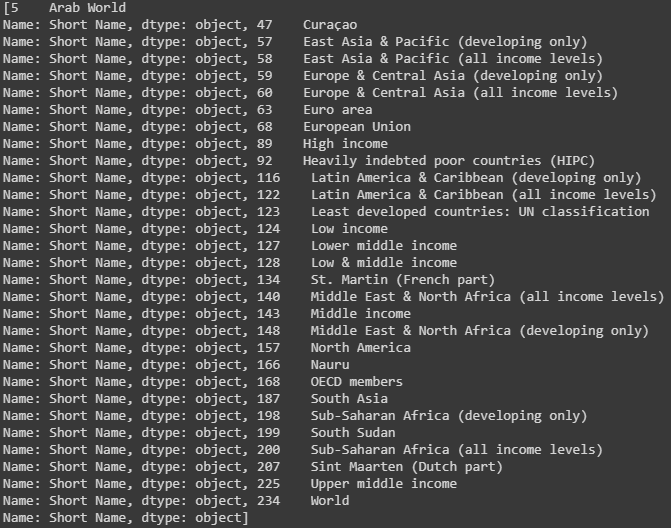 [5    Arab World
Name: Short Name, dtype: object, 47    Curaçao
Name: Short Name, dtype: object, 57    East Asia & Pacific (developing only)
Name: Short Name, dtype: object, 58    East Asia & Pacific (all income levels)
Name: Short Name, dtype: object, 59    Europe & Central Asia (developing only)
Name: Short Name, dtype: object, 60    Europe & Central Asia (all income levels)
Name: Short Name, dtype: object, 63    Euro area
Name: Short Name, dtype: object, 68    European Union
Name: Short Name, dtype: object, 89    High income
Name: Short Name, dtype: object, 92    Heavily indebted poor countries (HIPC)
Name: Short Name, dtype: object, 116    Latin America & Caribbean (developing only)
Name: Short Name, dtype: object, 122    Latin America & Caribbean (all income levels)
Name: Short Name, dtype: object, 123    Least developed countries: UN classification
Name: Short Name, dtype: object, 124    Low income
Name: Short Name, dtype: object, 127    Lower middle income
Name: Short Name, dtype: object, 128    Low & middle income
Name: Short Name, dtype: object, 134    St. Martin (French part)
Name: Short Name, dtype: object, 140    Middle East & North Africa (all income levels)
Name: Short Name, dtype: object, 143    Middle income
Name: Short Name, dtype: object, 148    Middle East & North Africa (developing only)
Name: Short Name, dtype: object, 157    North America
Name: Short Name, dtype: object, 166    Nauru
Name: Short Name, dtype: object, 168    OECD members
Name: Short Name, dtype: object, 187    South Asia
Name: Short Name, dtype: object, 198    Sub-Saharan Africa (developing only)
Name: Short Name, dtype: object, 199    South Sudan
Name: Short Name, dtype: object, 200    Sub-Saharan Africa (all income levels)
Name: Short Name, dtype: object, 207    Sint Maarten (Dutch part)
Name: Short Name, dtype: object, 225    Upper middle income
Name: Short Name, dtype: object, 234    World
Name: Short Name, dtype: object]